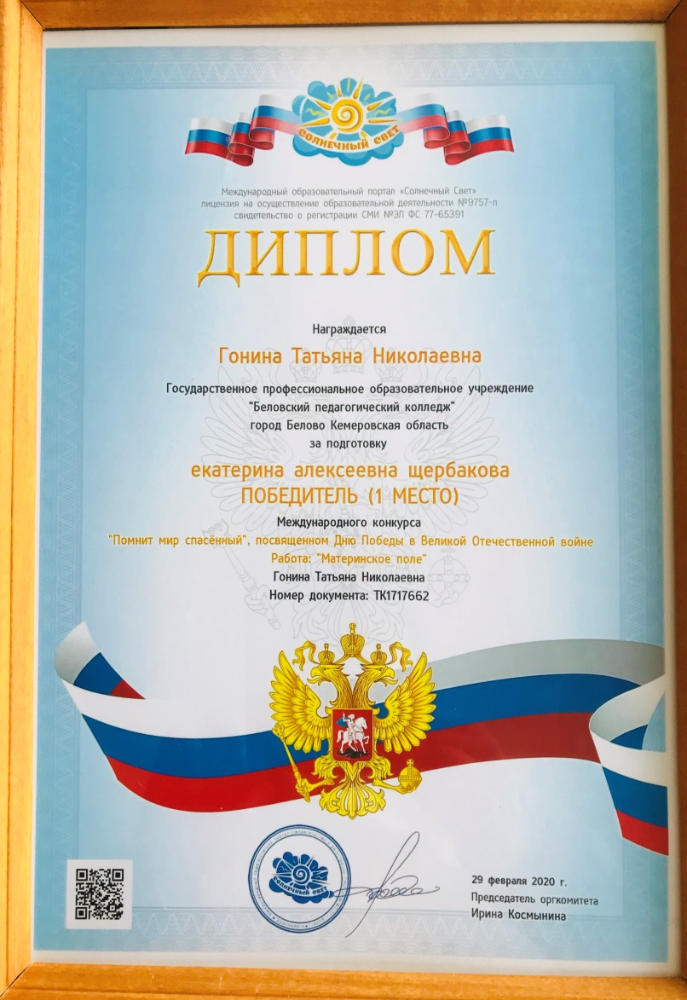 СОЛНЕЧНЫЙ СВЕТ
Международный образовательный портал «Солнечный Свет»
лицензия на осуществление образовательной деятельности №9757-л
свидетельство о регистрации СМИ №ЭЛ ФС 77-65391
ДИПЛОМ
Награждается
Гонина Татьяна Николаевна
Государственное профессиональное образовательное учреждение
"Беловский педагогический колледж"
город Белово Кемеровская область
за подготовку
екатерина алексеевна щербакова
ПОБЕДИТЕЛЬ (1 МЕСТО)
Международного конкурса
"Помнит мир спасённый", посвященном Дню Победы в Великой Отечественной войне
Работа: "Материнское поле"
Гонина Татьяна Николаевна
Номер документа: ТК1717662
СОЛНЕЧНЫЙ СВЕТ
29 февраля 2020 г.
Председатель оргкомитета
Ирина Космынина